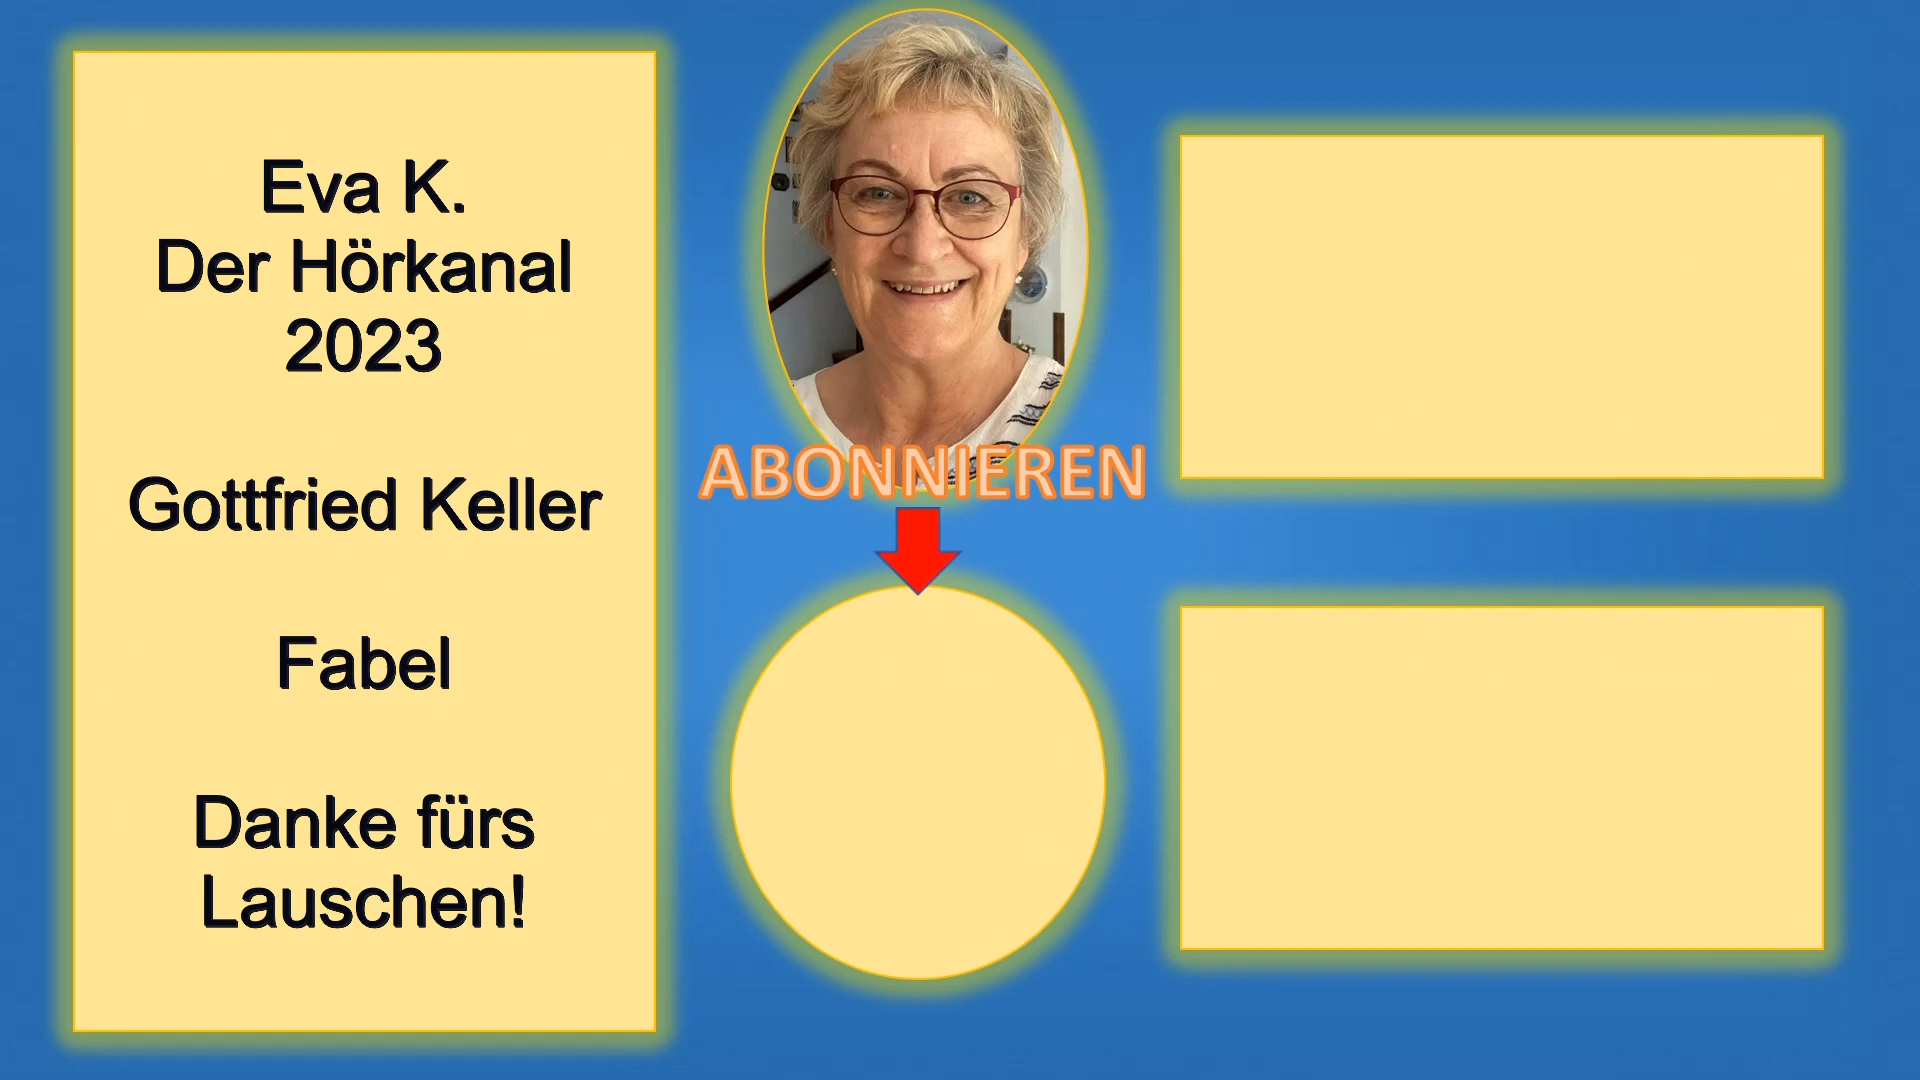 Eva K.
Der Hörkanal
2023
Gottfried Keller
Fabel
Danke fürs
Lauschen!
ABONNIEREN